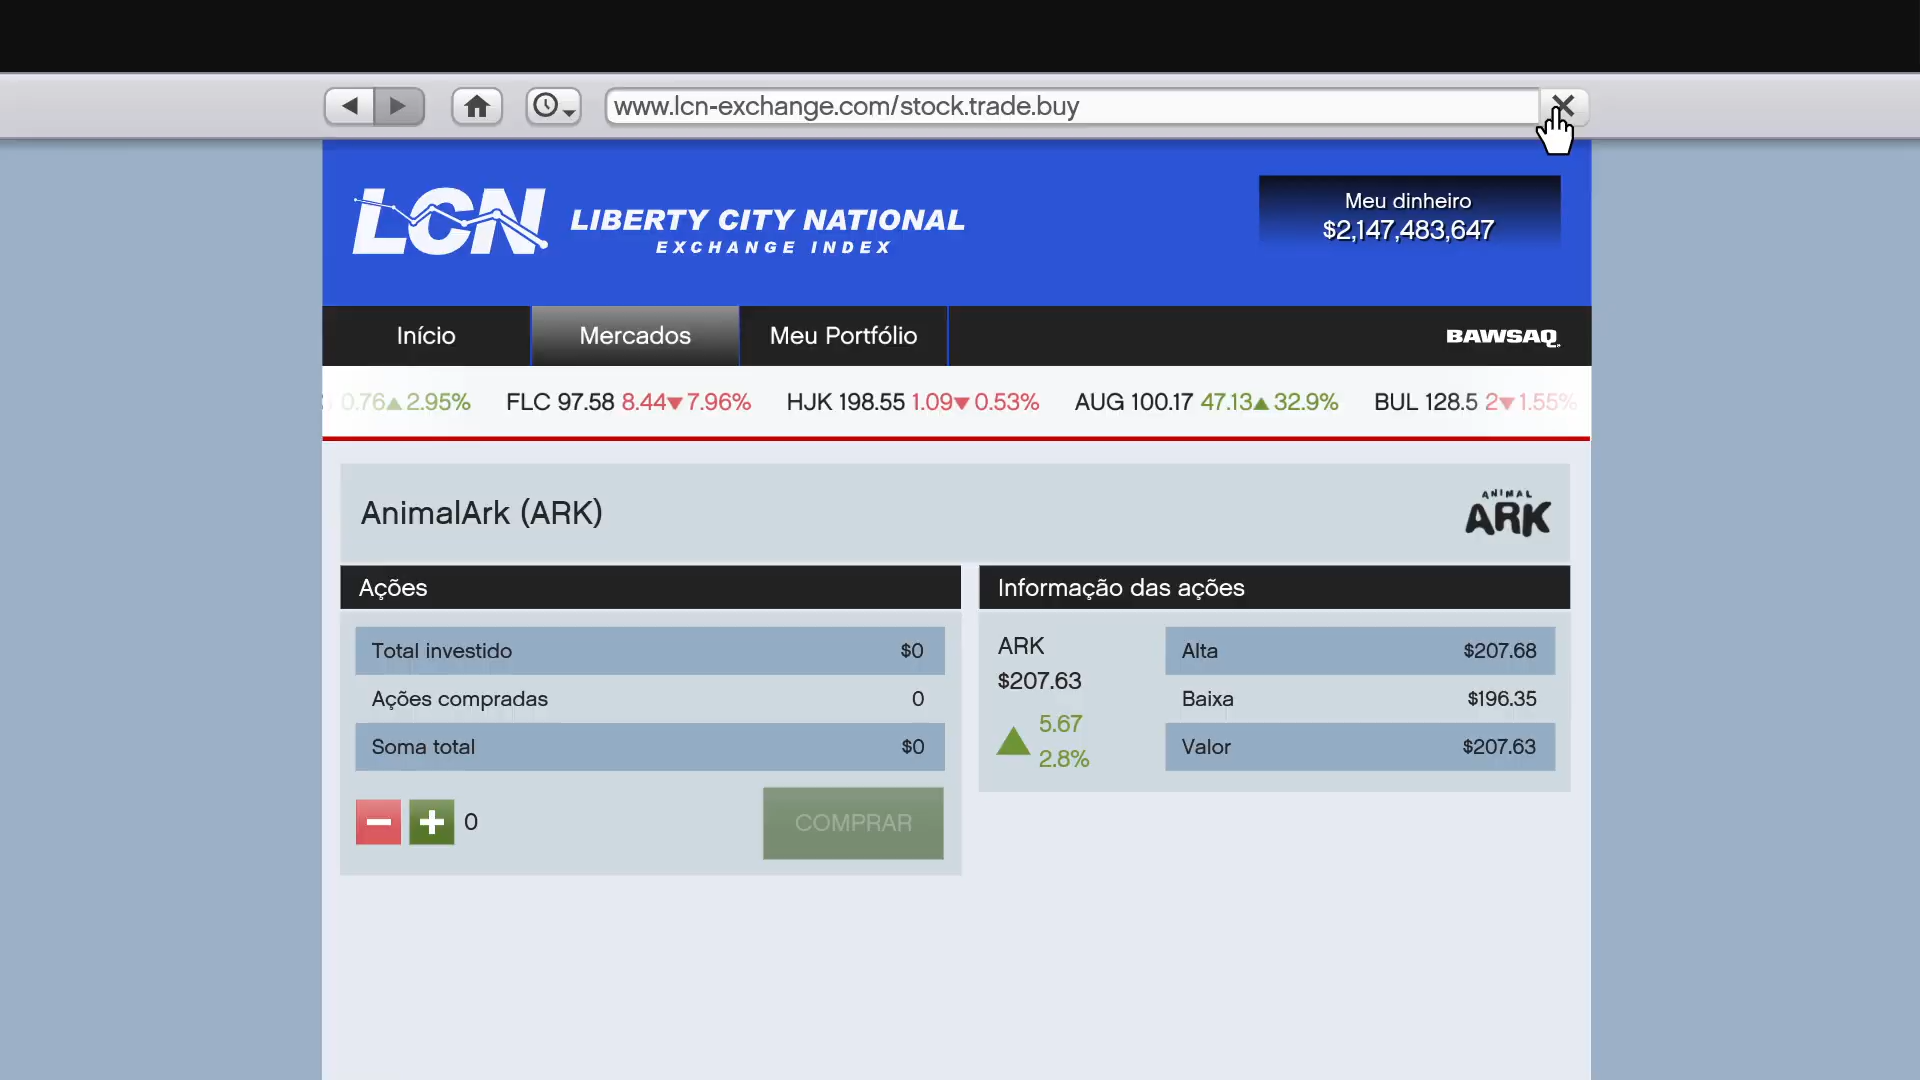 www.lcn-exchange.com/stock.trade.buy
LCN LIBERTY CITY NATIONAL
EXCHANGE INDEX
Meu dinheiro
$2,147,483,647
Início Mercados Meu Portfólio BAWSAQ
0.76▲2.95% FLC 97.58 8.44▼7.96% HJK 198.55 1.09▼0.53% AUG 100.17 47.13▲32.9% BUL 128.5 2▼1.55%
AnimalArk (ARK)
ANIMAL
ARK
Ações
Total investido $0
Ações compradas 0
Soma total $0
0
COMPRAR
Informação das ações
ARK
$207.63
5.67
2.8%
Alta $207.68
Baixa $196.35
Valor $207.63